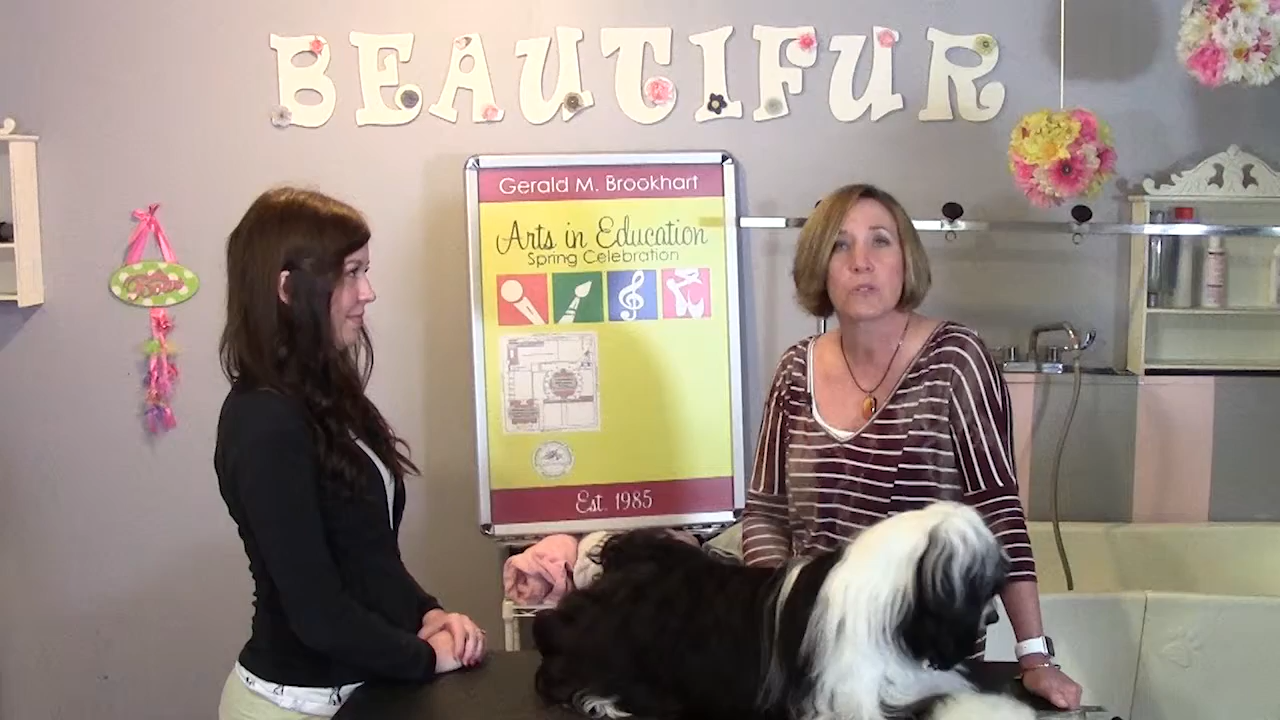 BEAUTIFUR
Gerald M. Brookhart
Arts in Education
Spring Celebration
Est. 1985